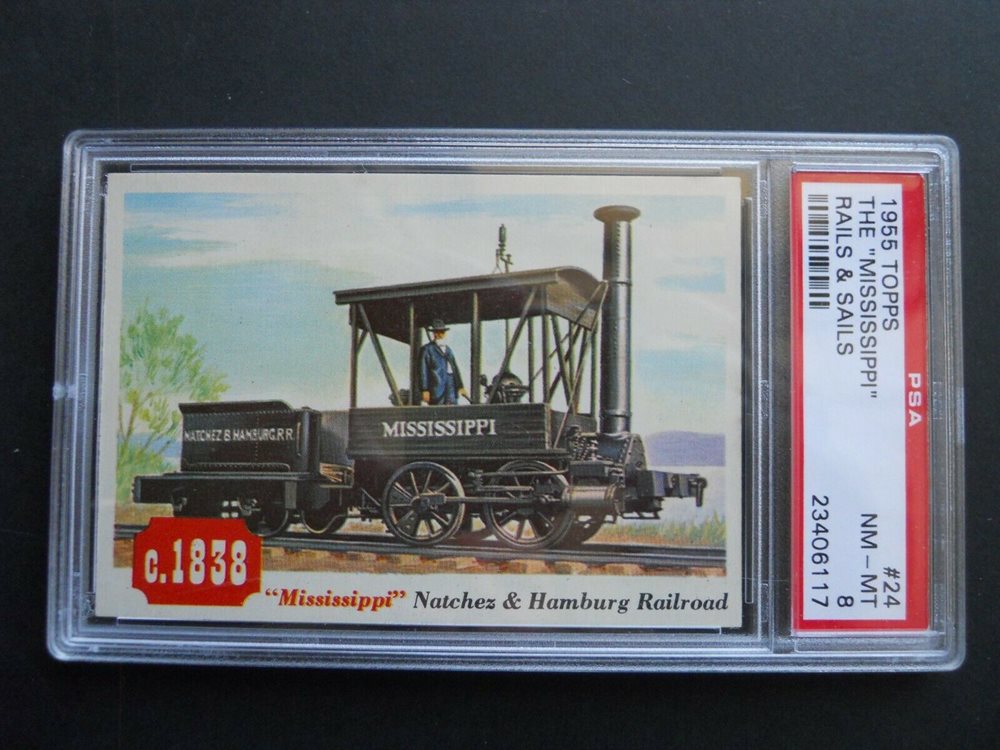 NATCHEZ & HAMBURG.R.R.
MISSISSIPPI
c.1838
"Mississippi" Natchez & Hamburg Railroad
PSA
1955 TOPPS #24
THE "MISSISSIPPI" NM - MT 8
RAILS & SAILS 23406117